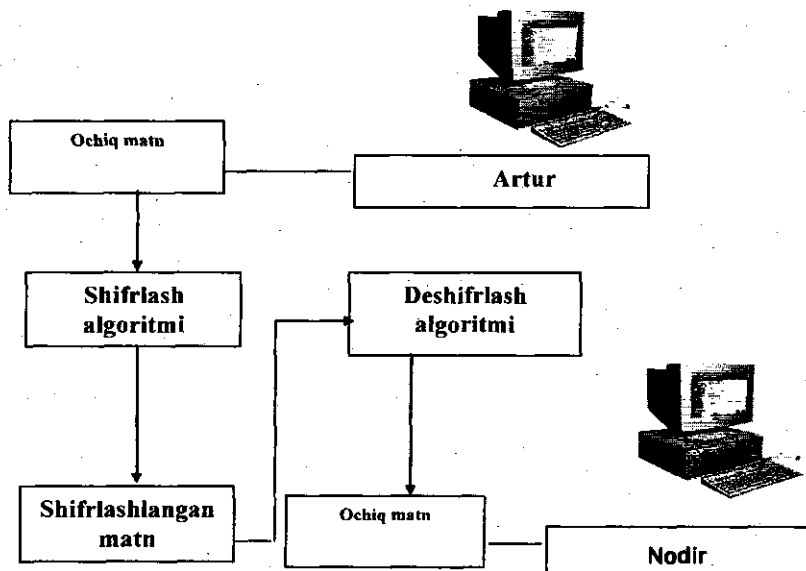 Ochiq matn
Artur
Shifrlash
algoritmi
Deshifrlash
algoritmi
Shifrlashlangan
matn
Ochiq matn
Nodir